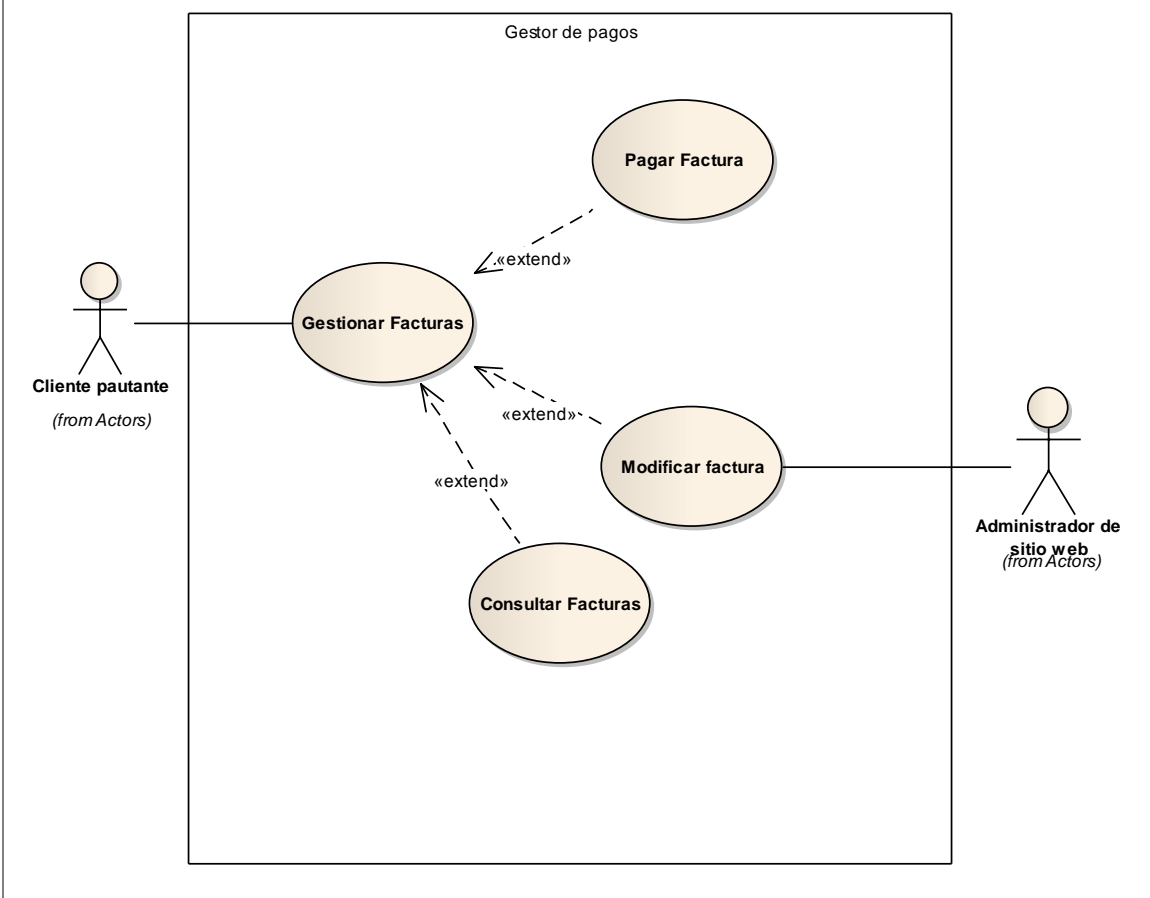 Gestor de pagos
Pagar Factura
«extend»
Gestionar Facturas
Cliente pautante
(from Actors)
«extend»
Modificar factura
«extend»
Administrador de
sitio web
(from Actors)
Consultar Facturas